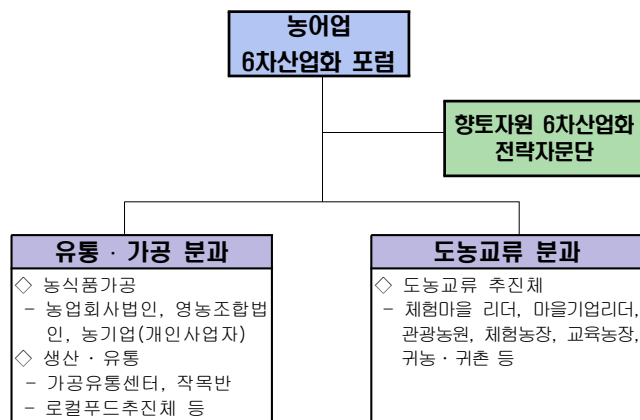 농어업
6차산업화 포럼
향토자원 6차산업화
전략자문단
유통 · 가공 분과
◇ 농식품가공
- 농업회사법인, 영농조합법
인, 농기업(개인사업자)
◇ 생산 · 유통
- 가공유통센터, 작목반
- 로컬푸드추진체 등
도농교류 분과
◇ 도농교류 추진체
- 체험마을 리더, 마을기업리더,
관광농원, 체험농장, 교육농장,
귀농 · 귀촌 등